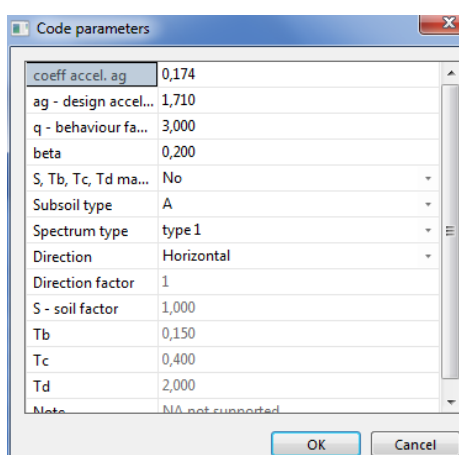 Code parameters
coeff accel. ag 0,174
ag - design accel... 1,710
q - behaviour fa... 3,000
beta 0,200
S, Tb, Tc, Td ma... No
Subsoil type A
Spectrum type type 1
Direction Horizontal
Direction factor 1
S - soil factor 1,000
Tb 0,150
Tc 0,400
Td 2,000
Note NA not supported
OK Cancel